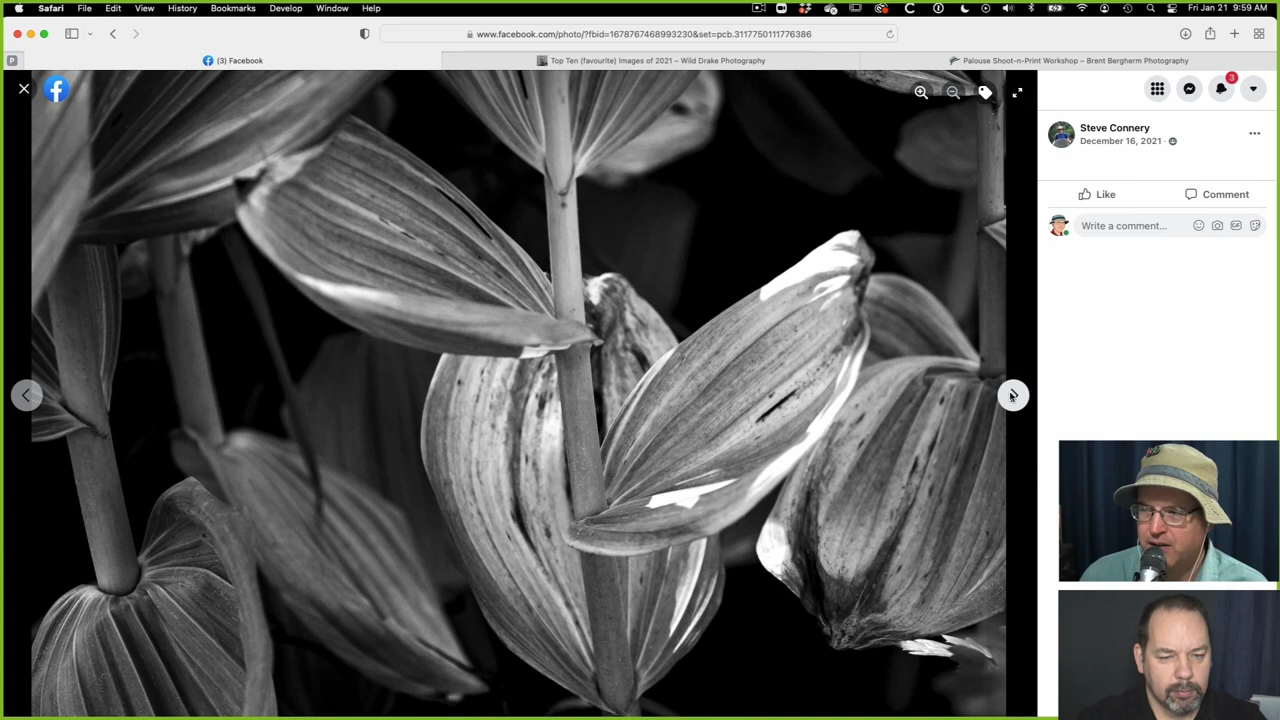 Safari File Edit View History Bookmarks Develop Window Help Fri Jan 21 9:59 AM
www.facebook.com/photo/?fbid=1678767468993230&set=pcb.3117750111776386
P (3) Facebook Top Ten (favourite) Images of 2021 – Wild Drake Photography Palouse Shoot-n-Print Workshop – Brent Bergherm Photography
3
Steve Connery
December 16, 2021 ·
Like Comment
Write a comment...
GIF